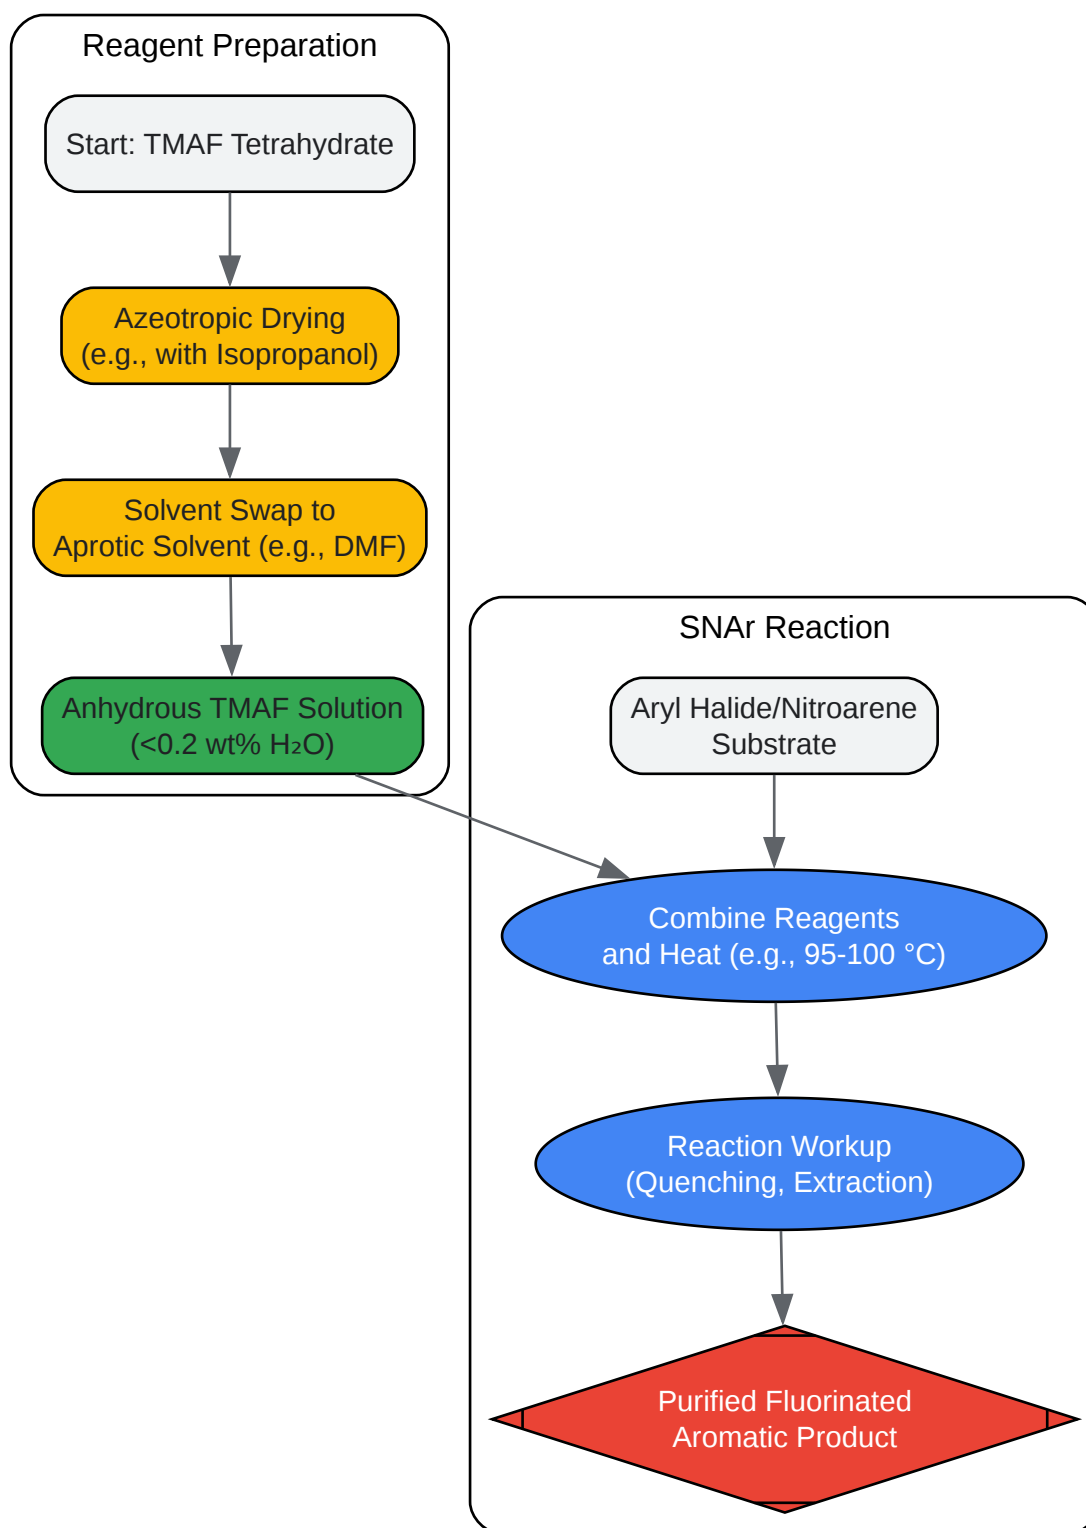 Reagent Preparation
Start: TMAF Tetrahydrate
Azeotropic Drying
(e.g., with Isopropanol)
Solvent Swap to
Aprotic Solvent (e.g., DMF)
Anhydrous TMAF Solution
(<0.2 wt% H₂O)
SNAr Reaction
Aryl Halide/Nitroarene
Substrate
Combine Reagents
and Heat (e.g., 95-100 °C)
Reaction Workup
(Quenching, Extraction)
Purified Fluorinated
Aromatic Product